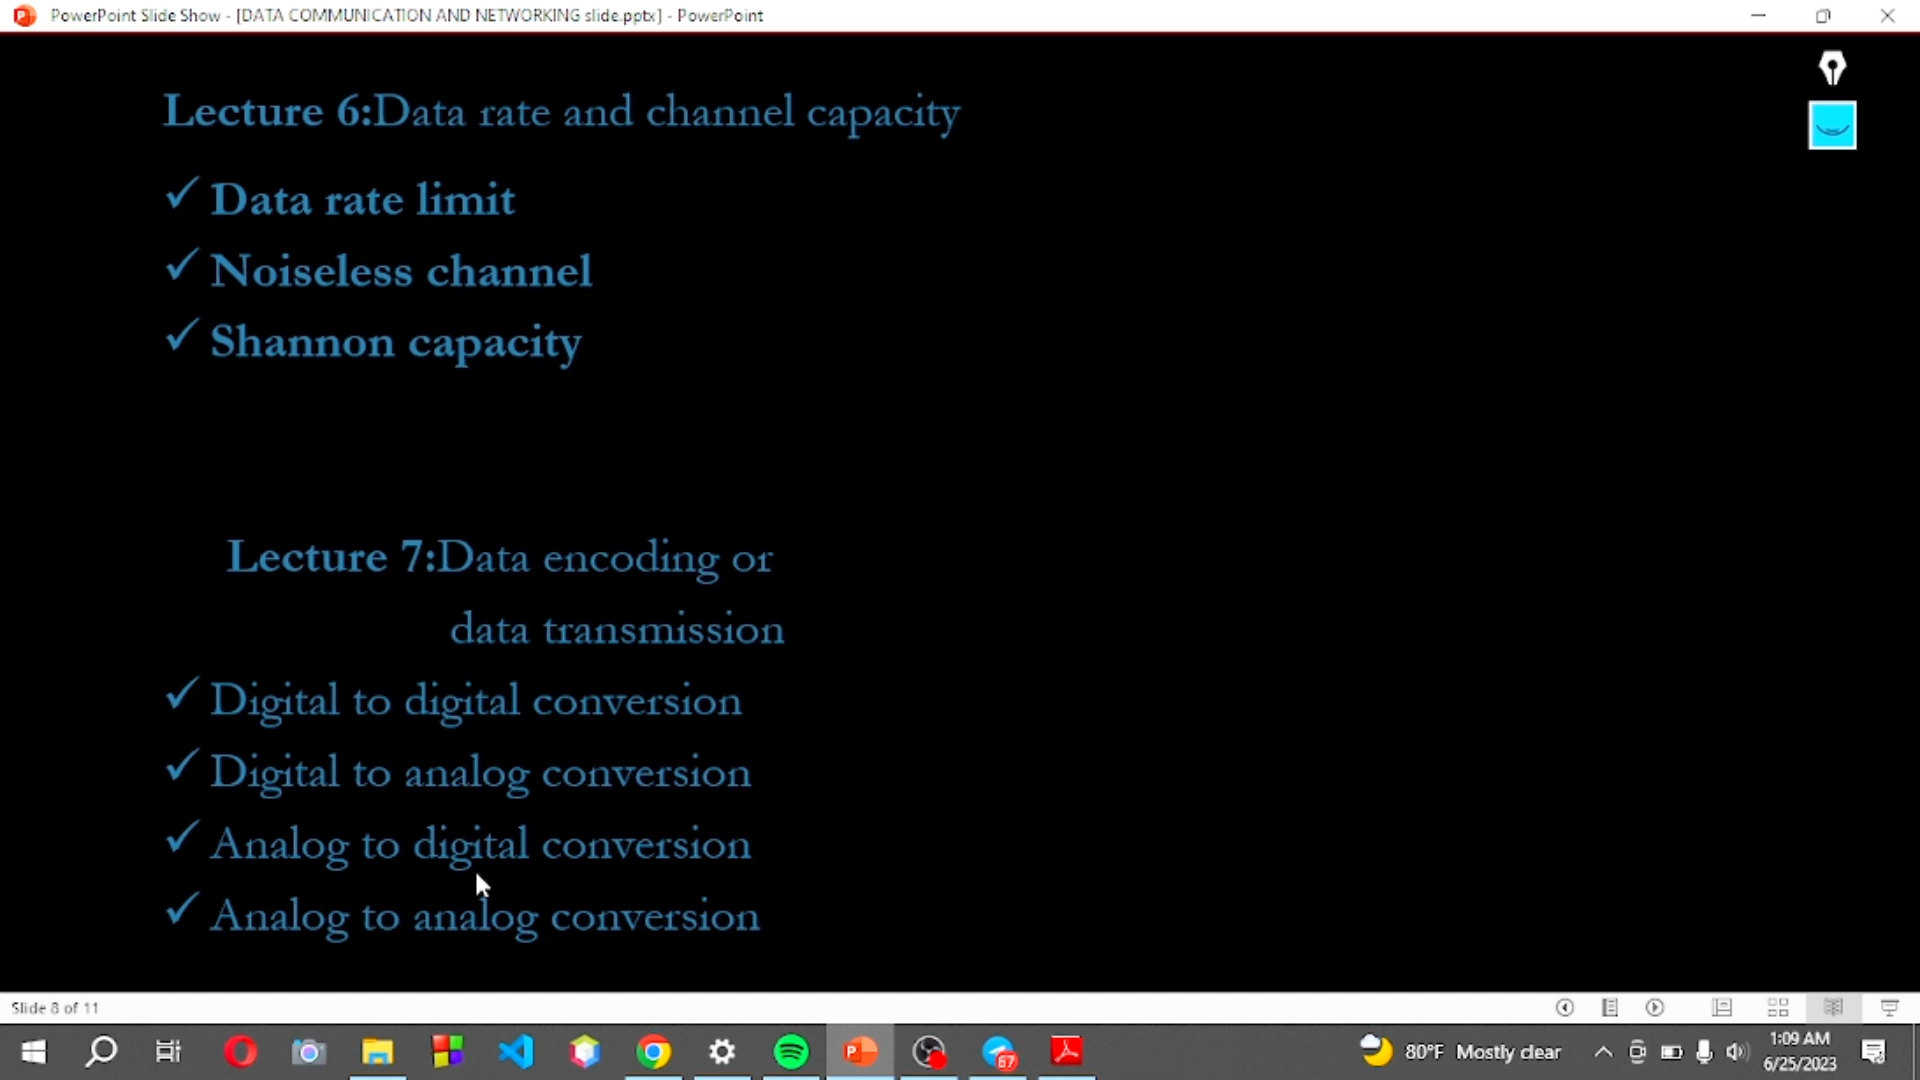 PowerPoint Slide Show - [DATA COMMUNICATION AND NETWORKING slide.pptx] - PowerPoint
Lecture 6:Data rate and channel capacity
✓ Data rate limit
✓ Noiseless channel
✓ Shannon capacity
Lecture 7:Data encoding or
data transmission
✓ Digital to digital conversion
✓ Digital to analog conversion
✓ Analog to digital conversion
✓ Analog to analog conversion
Slide 8 of 11
67
80°F Mostly clear
1:09 AM
6/25/2023